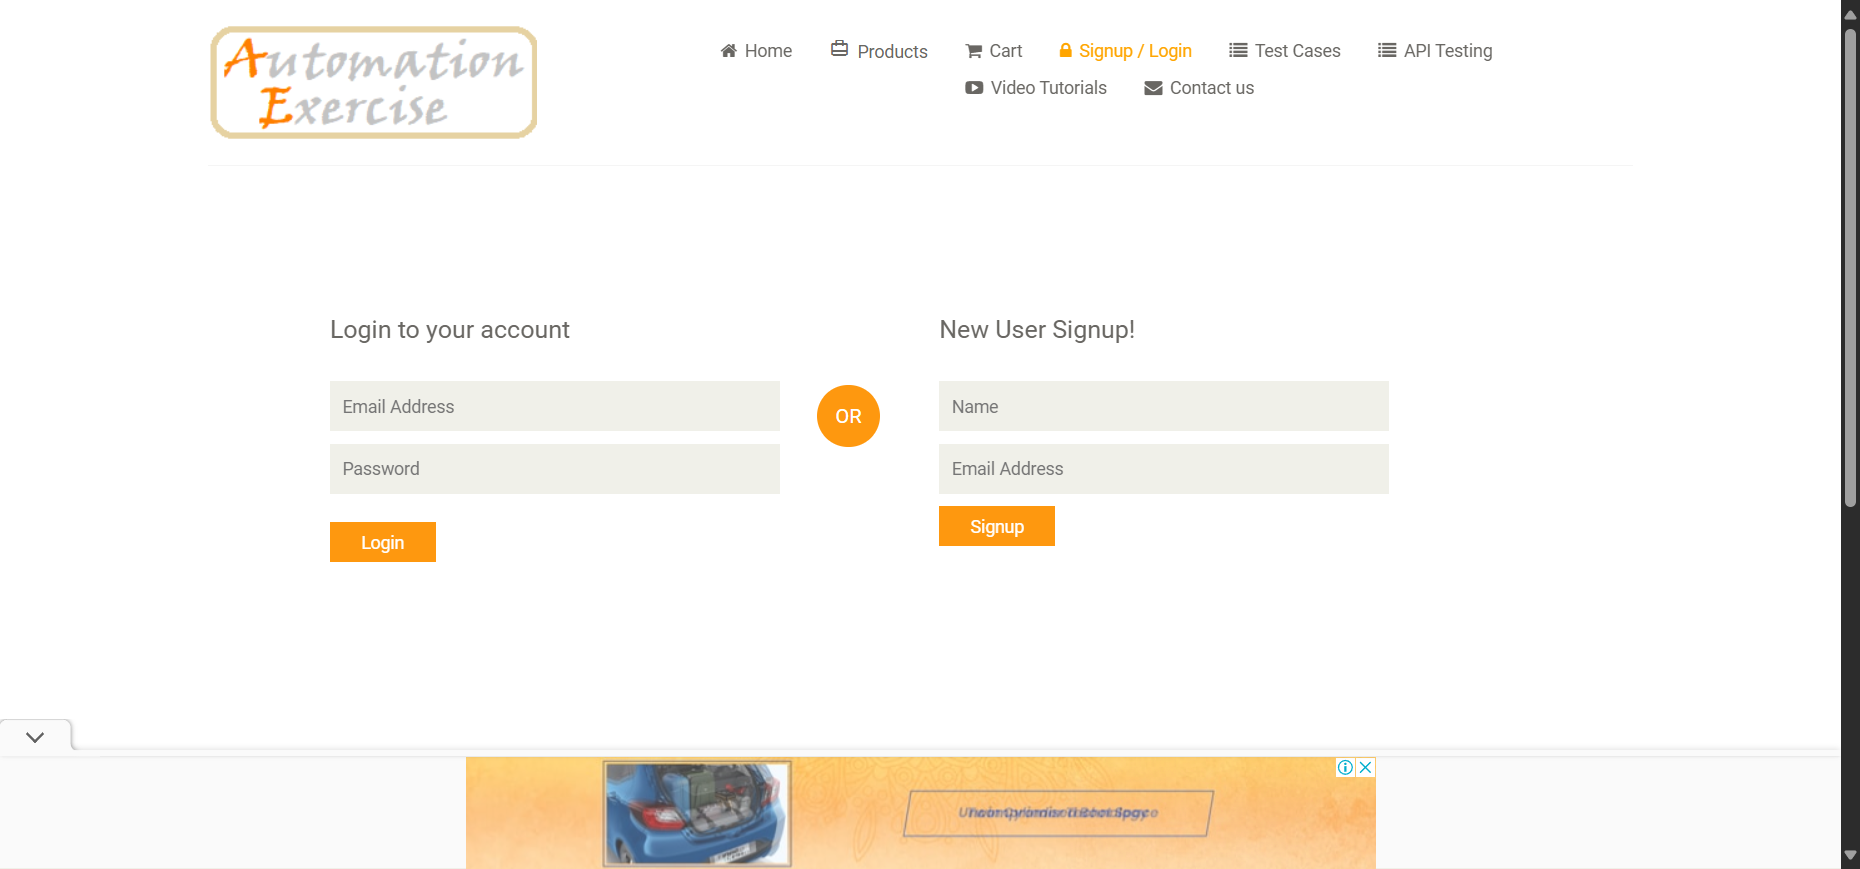 Automation
Exercise
Home Products Cart Signup / Login Test Cases API Testing
Video Tutorials Contact us
Login to your account
Email Address
Password
Login
OR
New User Signup!
Name
Email Address
Signup